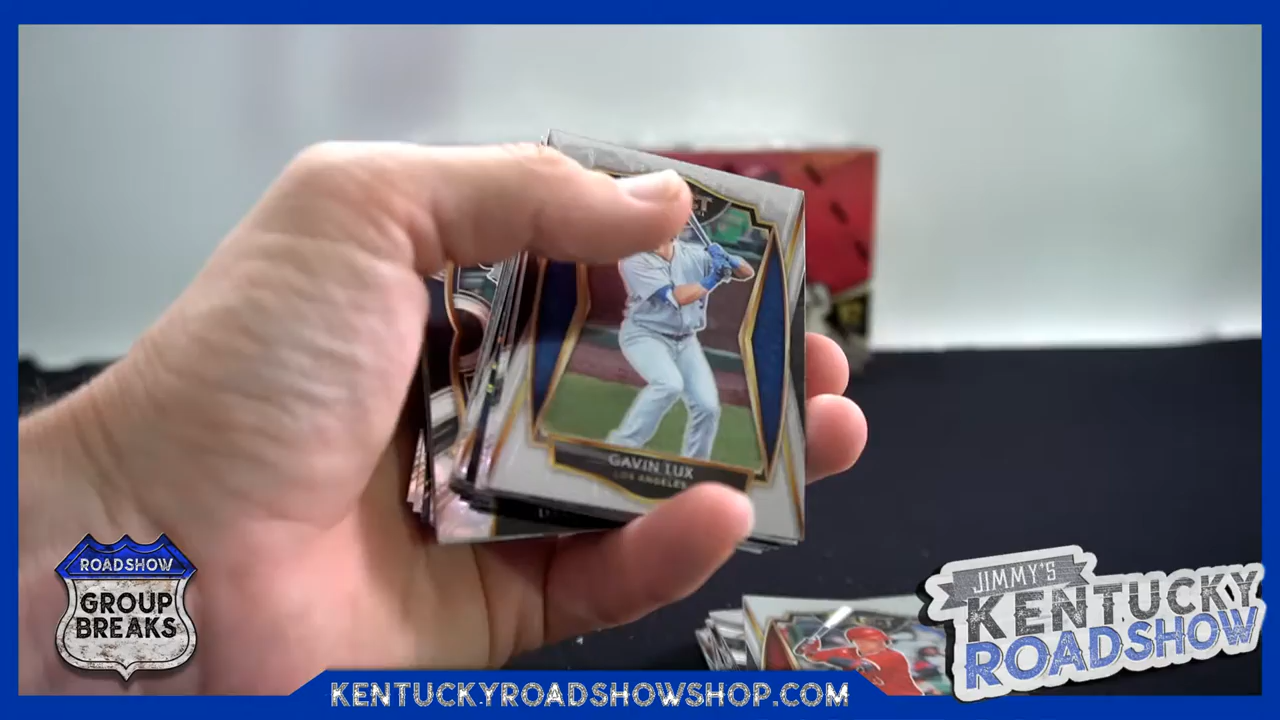 GAVIN LUX
LOS ANGELES
ROADSHOW
GROUP
BREAKS
JIMMY'S
KENTUCKY
ROADSHOW
KENTUCKYROADSHOWSHOP.COM